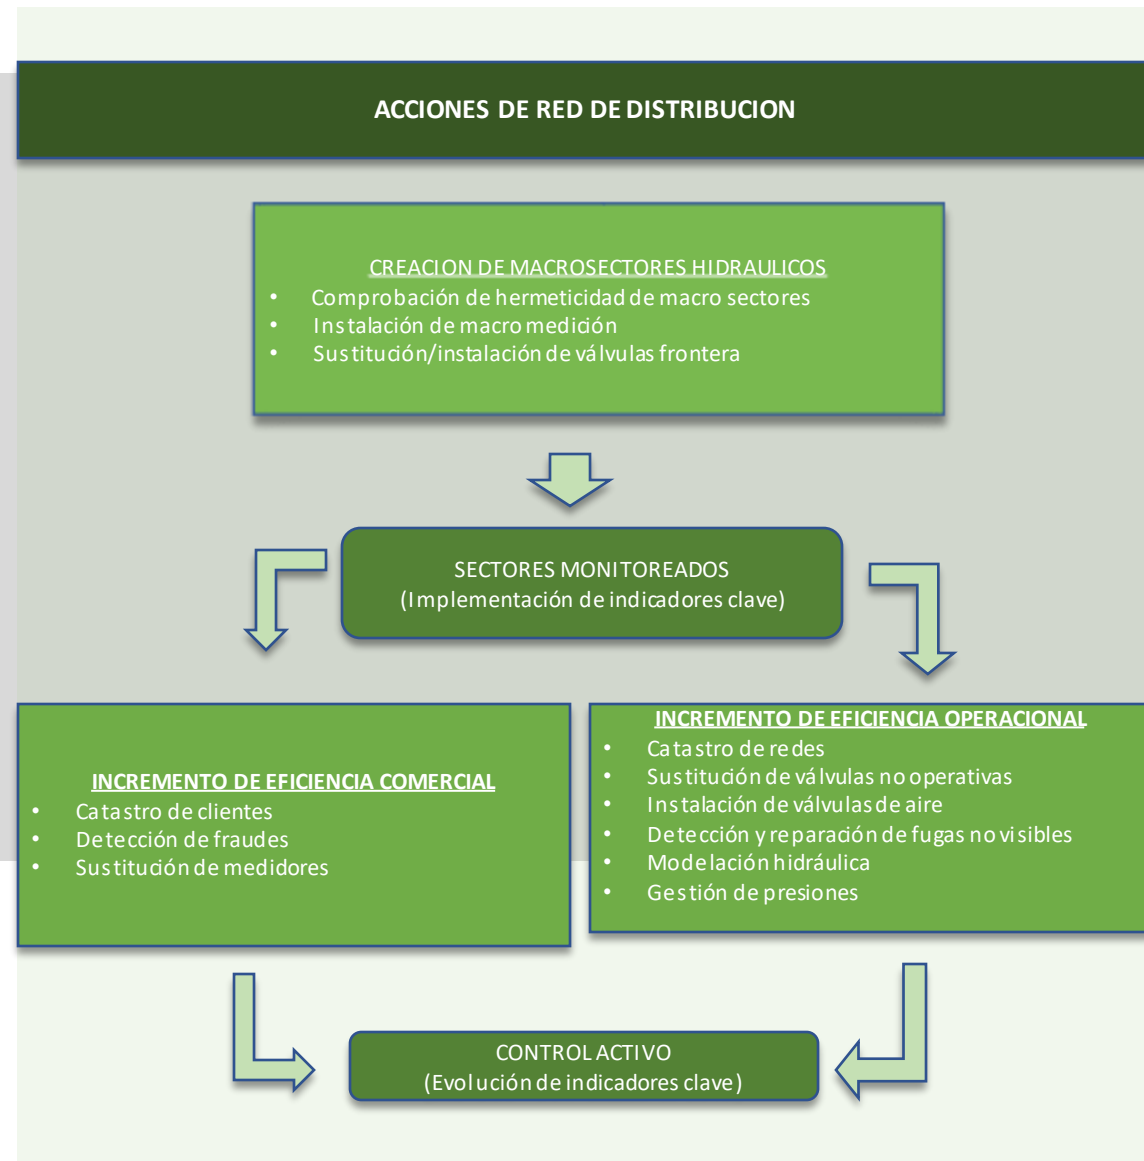 ACCIONES DE RED DE DISTRIBUCION
CREACION DE MACROSECTORES HIDRAULICOS
• Comprobación de hermeticidad de macro sectores
• Instalación de macro medición
• Sustitución/instalación de válvulas frontera
SECTORES MONITOREADOS
(Implementación de indicadores clave)
INCREMENTO DE EFICIENCIA COMERCIAL
• Catastro de clientes
• Detección de fraudes
• Sustitución de medidores
INCREMENTO DE EFICIENCIA OPERACIONAL
• Catastro de redes
• Sustitución de válvulas no operativas
• Instalación de válvulas de aire
• Detección y reparación de fugas no visibles
• Modelación hidráulica
• Gestión de presiones
CONTROL ACTIVO
(Evolución de indicadores clave)